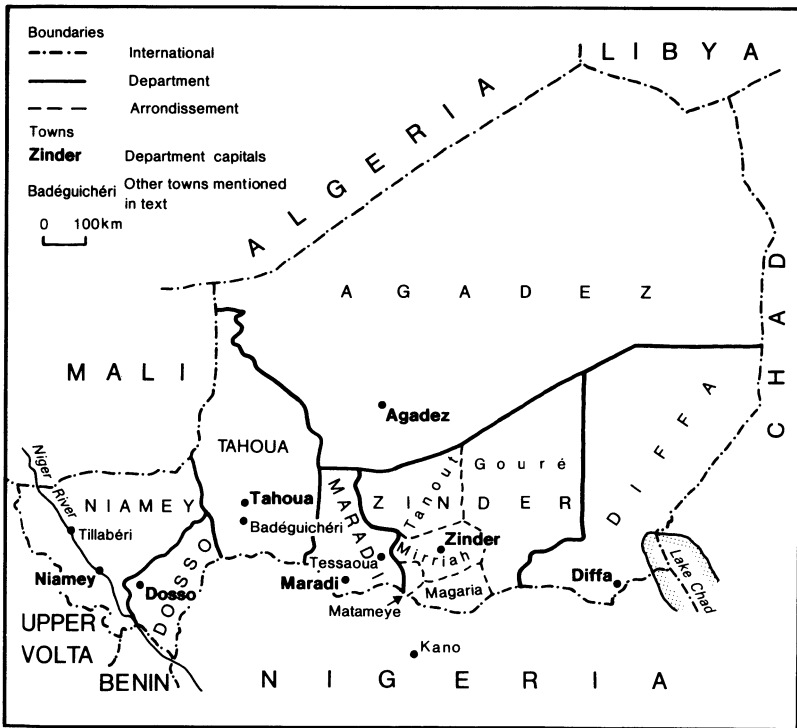 Boundaries
International
Department
Arrondissement
Towns
Zinder Department capitals
Badéguichéri Other towns mentioned
in text
0 100km
LIBYA
ALGERIA
CHAD
AGADEZ
MALI
Agadez
DIFFA
TAHOUA
Gouré
Tanout
Niger
River
NIAMEY
Tahoua
MARADI
ZINDER
Tillabéri
Badéguichéri
DOSSO
Tessaoua
Mirriah
Zinder
Lake Chad
Niamey
Dosso
Maradi
Magaria
Diffa
Matameye
UPPER
VOLTA
Kano
BENIN
NIGERIA